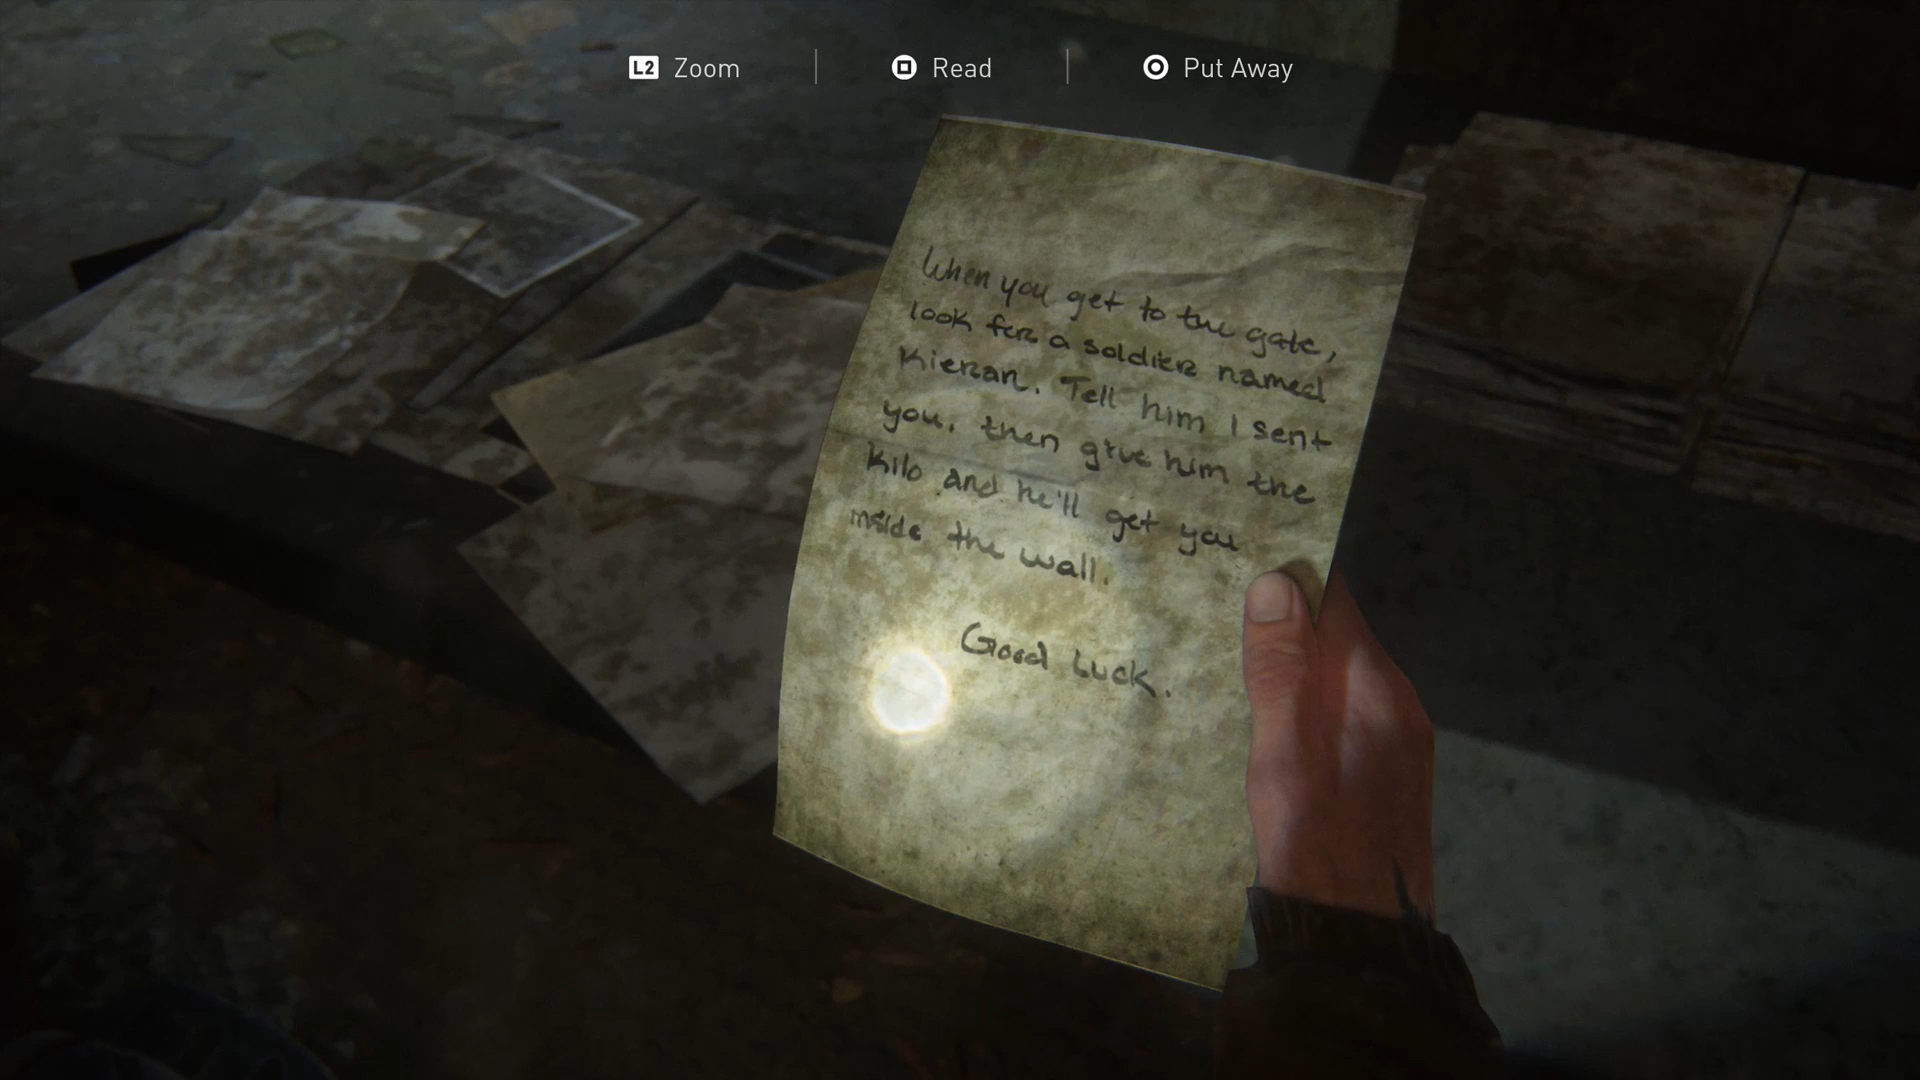 L2 Zoom
Read
Put Away
When you get to the gate,
look for a soldier named
Kieran. Tell him I sent
you, then give him the
Kilo and he'll get you
inside the wall.
Good Luck.